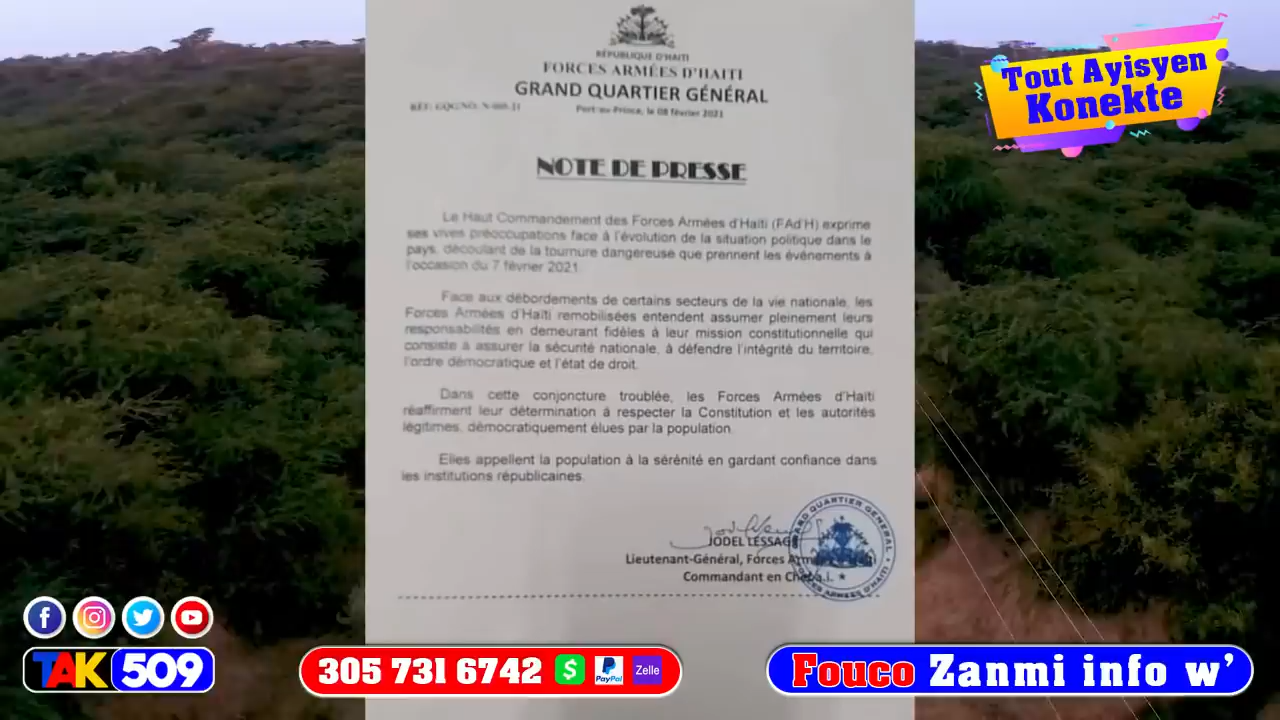 RÉPUBLIQUE D'HAITI
FORCES ARMÉES D'HAITI
GRAND QUARTIER GÉNÉRAL
Port-au-Prince, le 08 février 2021
NOTE DE PRESSE
Le Haut Commandement des Forces Armées d'Haïti (FAd'H) exprime
ses vives préoccupations face à l'évolution de la situation politique dans le
pays, découlant de la tournure dangereuse que prennent les événements à
l'occasion du 7 février 2021.
Face aux débordements de certains secteurs de la vie nationale, les
Forces Armées d'Haïti remobilisées entendent assumer pleinement leurs
responsabilités en demeurant fidèles à leur mission constitutionnelle qui
consiste à assurer la sécurité nationale, à défendre l'intégrité du territoire,
l'ordre démocratique et l'état de droit.
Dans cette conjoncture troublée, les Forces Armées d'Haïti
réaffirment leur détermination à respecter la Constitution et les autorités
légitimes, démocratiquement élues par la population.
Elles appellent la population à la sérénité en gardant confiance dans
les institutions républicaines.
JODEL LESSAGE
Lieutenant-Général, Forces
Commandant en Chef a.i.
GRAND QUARTIER GENERAL
FORCES ARMÉES D'HAITI
Tout Ayisyen
Konekte
TAK 509
305 731 6742 $ PayPal Zelle
Fouco Zanmi info w'